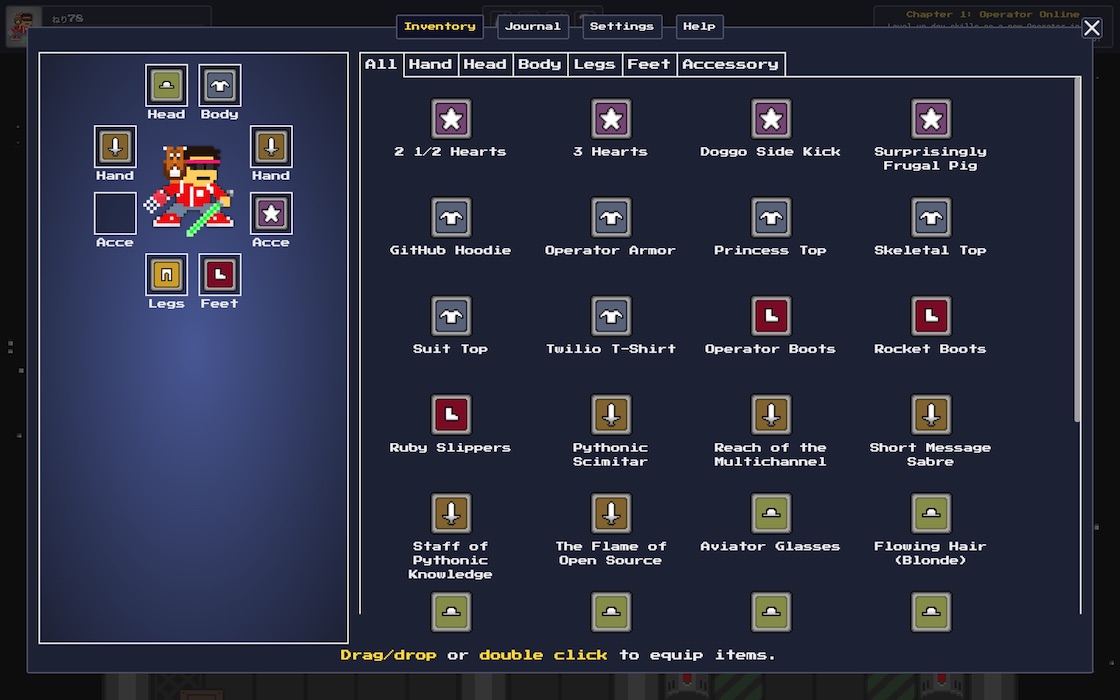 ねり78
Inventory
Journal
Settings
Help
Chapter 1: Operator Online
Head
Body
Hand
Hand
Acce
Acce
Legs
Feet
All
Hand
Head
Body
Legs
Feet
Accessory
2 1/2 Hearts
3 Hearts
Doggo Side Kick
Surprisingly
Frugal Pig
GitHub Hoodie
Operator Armor
Princess Top
Skeletal Top
Suit Top
Twilio T-Shirt
Operator Boots
Rocket Boots
Ruby Slippers
Pythonic
Scimitar
Reach of the
Multichannel
Short Message
Sabre
Staff of
Pythonic
Knowledge
The Flame of
Open Source
Aviator Glasses
Flowing Hair
(Blonde)
Drag/drop or double click to equip items.